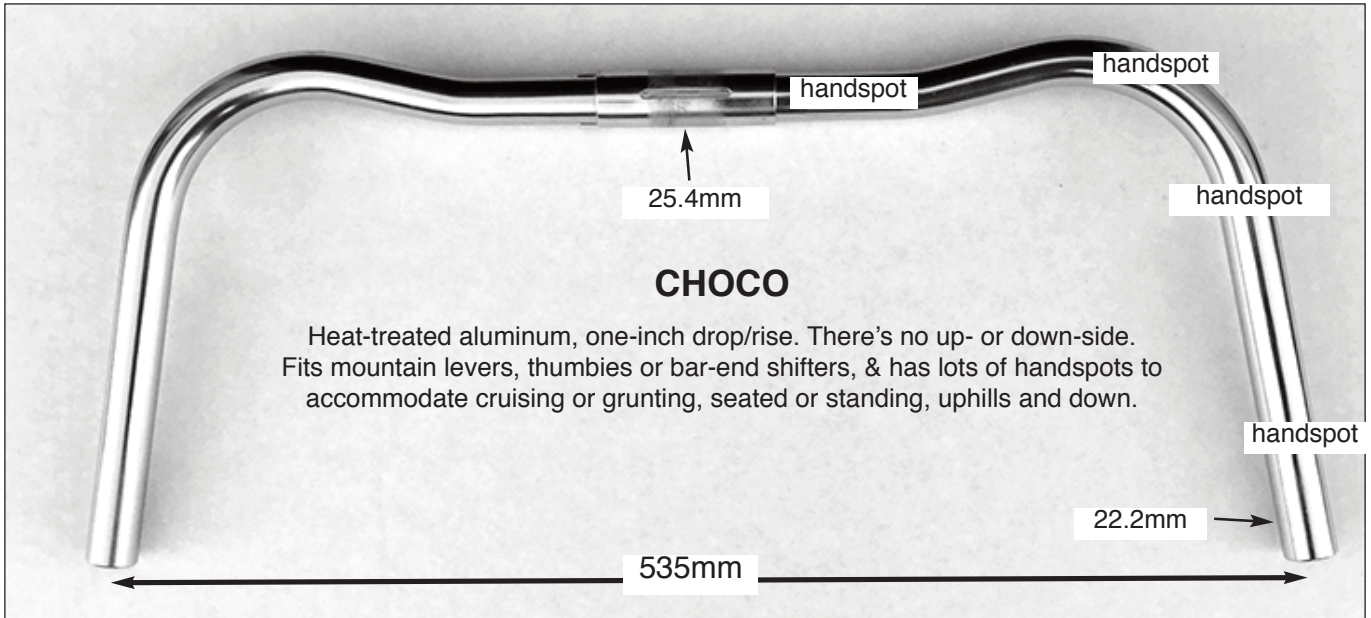 handspot
handspot
25.4mm
handspot
CHOCO
Heat-treated aluminum, one-inch drop/rise. There’s no up- or down-side.
Fits mountain levers, thumbies or bar-end shifters, & has lots of handspots to
accommodate cruising or grunting, seated or standing, uphills and down.
handspot
22.2mm
535mm